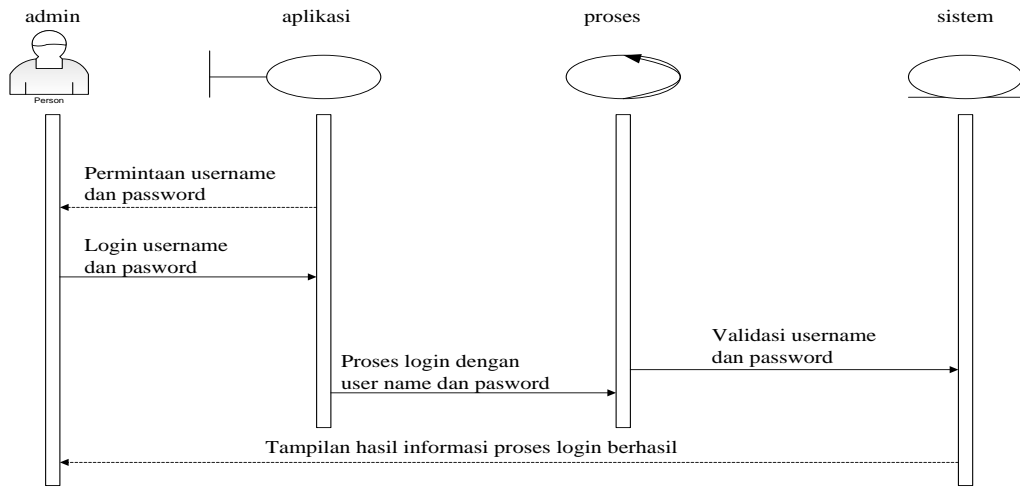 admin
aplikasi
proses
sistem
Person
Permintaan username
dan password
Login username
dan pasword
Validasi username
dan password
Proses login dengan
user name dan pasword
Tampilan hasil informasi proses login berhasil